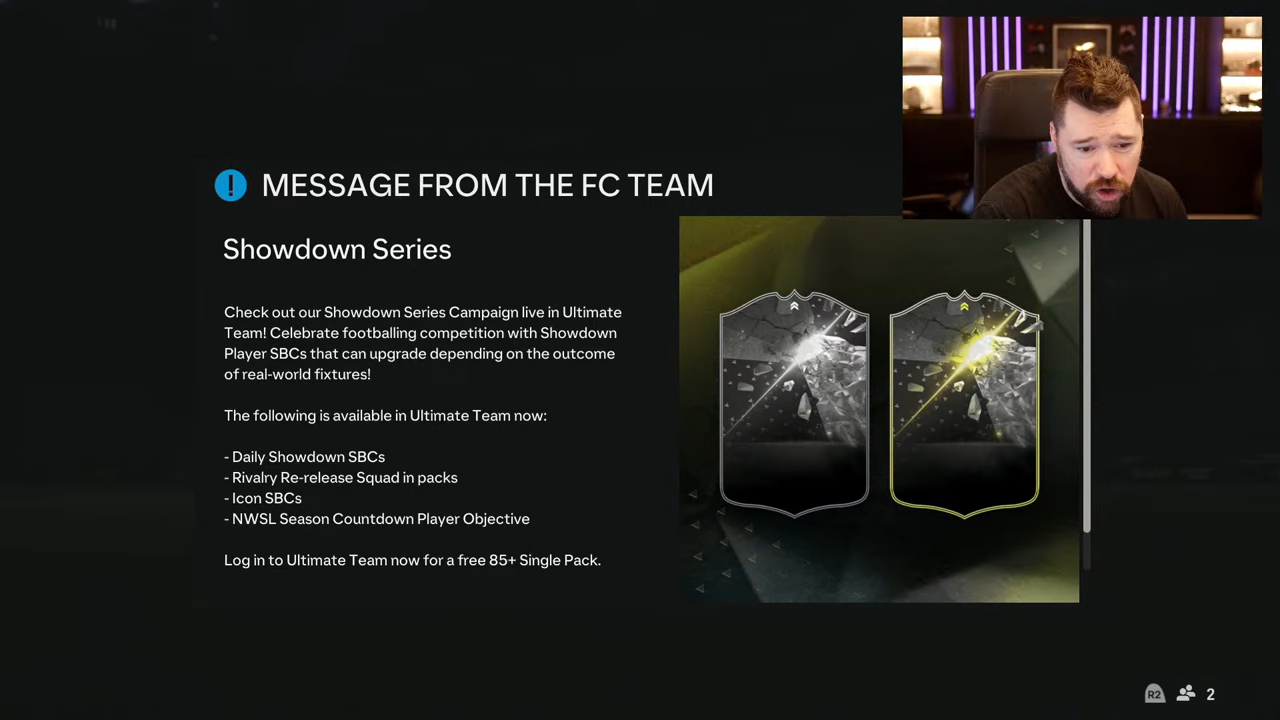 MESSAGE FROM THE FC TEAM
Showdown Series
Check out our Showdown Series Campaign live in Ultimate
Team! Celebrate footballing competition with Showdown
Player SBCs that can upgrade depending on the outcome
of real-world fixtures!
The following is available in Ultimate Team now:
- Daily Showdown SBCs
- Rivalry Re-release Squad in packs
- Icon SBCs
- NWSL Season Countdown Player Objective
Log in to Ultimate Team now for a free 85+ Single Pack.
R2 2